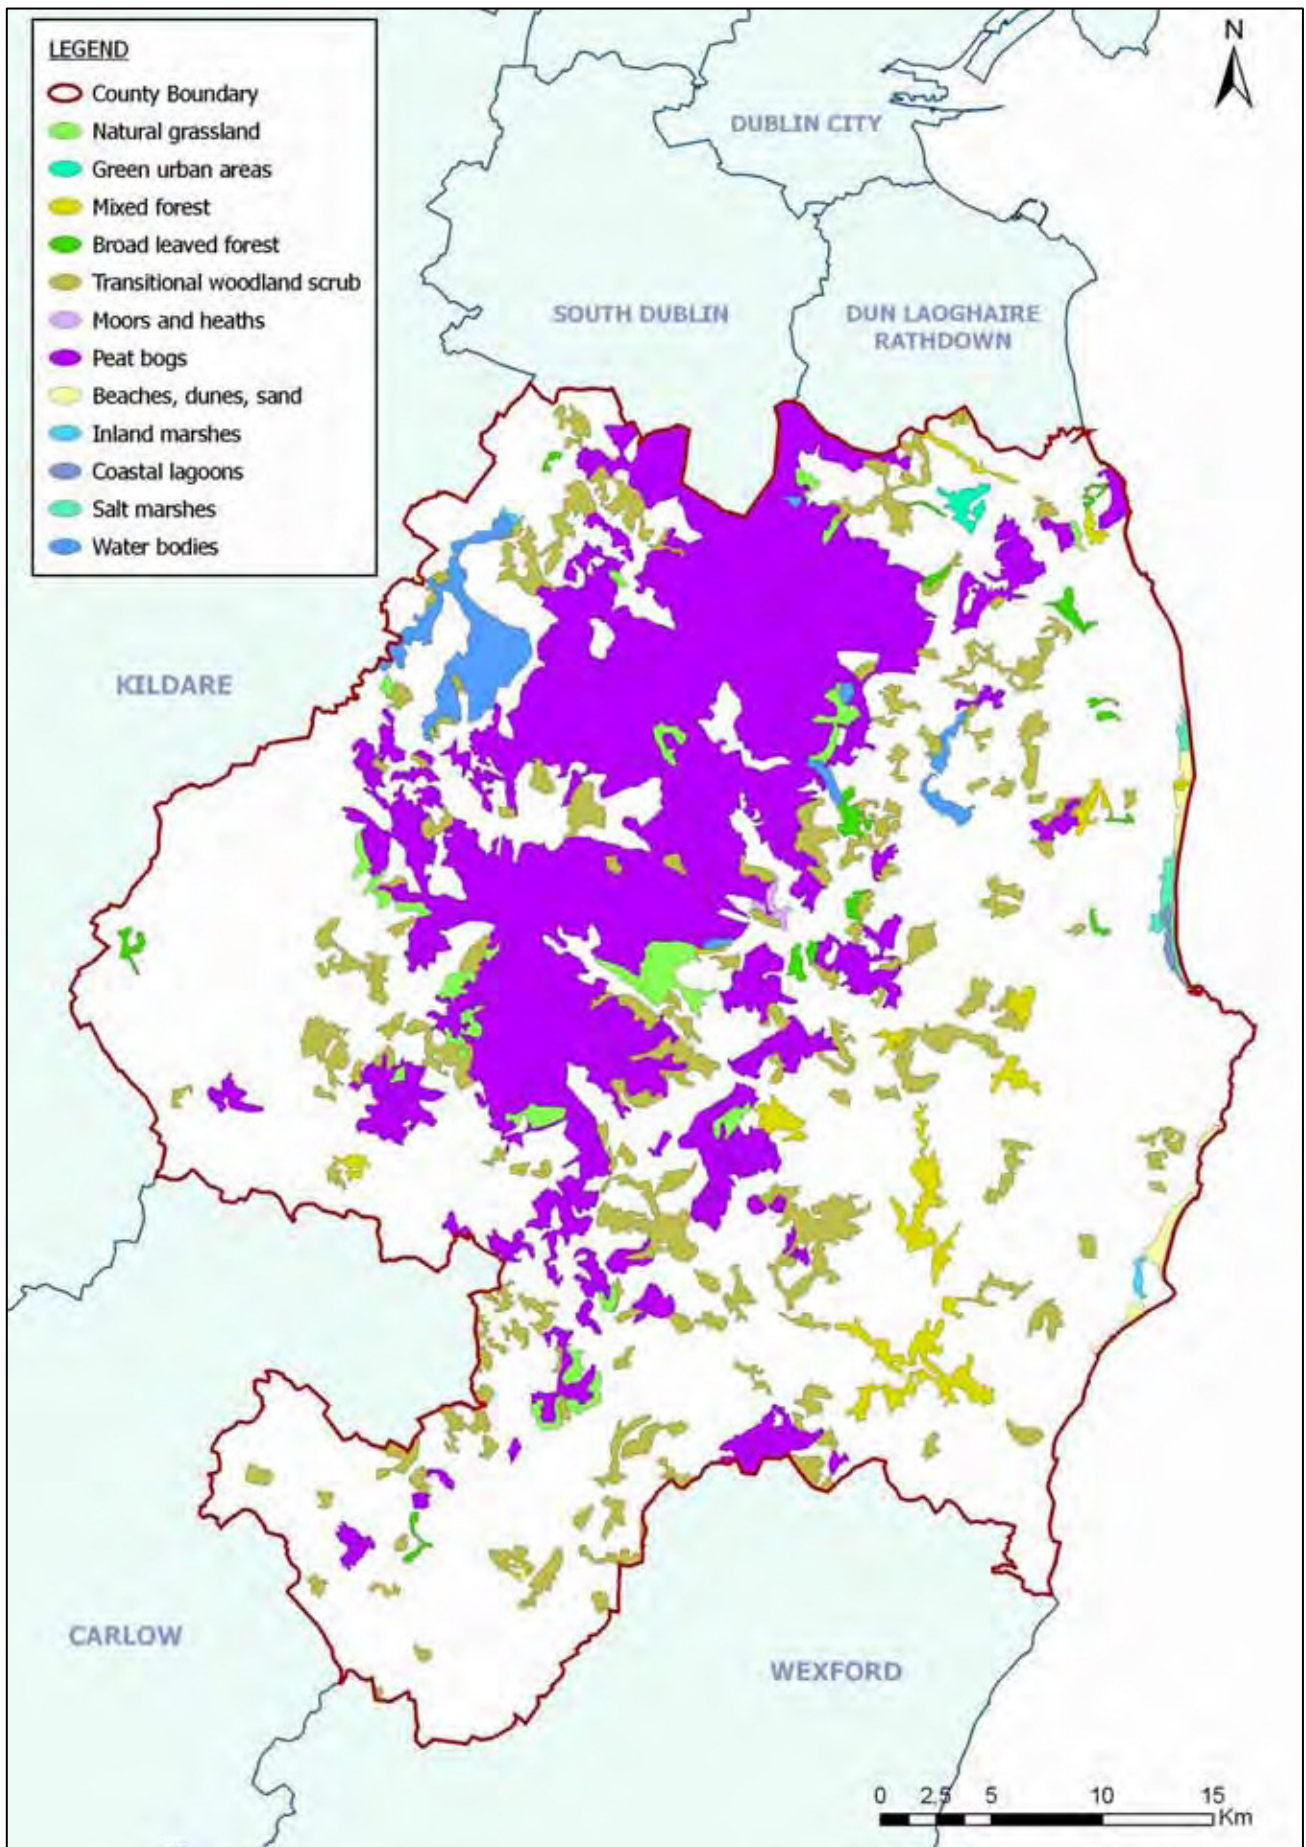 LEGEND
County Boundary
Natural grassland
Green urban areas
Mixed forest
Broad leaved forest
Transitional woodland scrub
Moors and heaths
Peat bogs
Beaches, dunes, sand
Inland marshes
Coastal lagoons
Salt marshes
Water bodies
N
DUBLIN CITY
SOUTH DUBLIN
DUN LAOGHAIRE
RATHDOWN
KILDARE
CARLOW
WEXFORD
0 2,5 5 10 15
Km